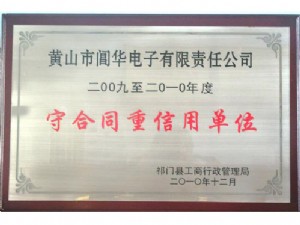 黄山市阊华电子有限责任公司
二00九至二0一0年度
守合同重信用单位
祁门县工商行政管理局
二0一0年十二月